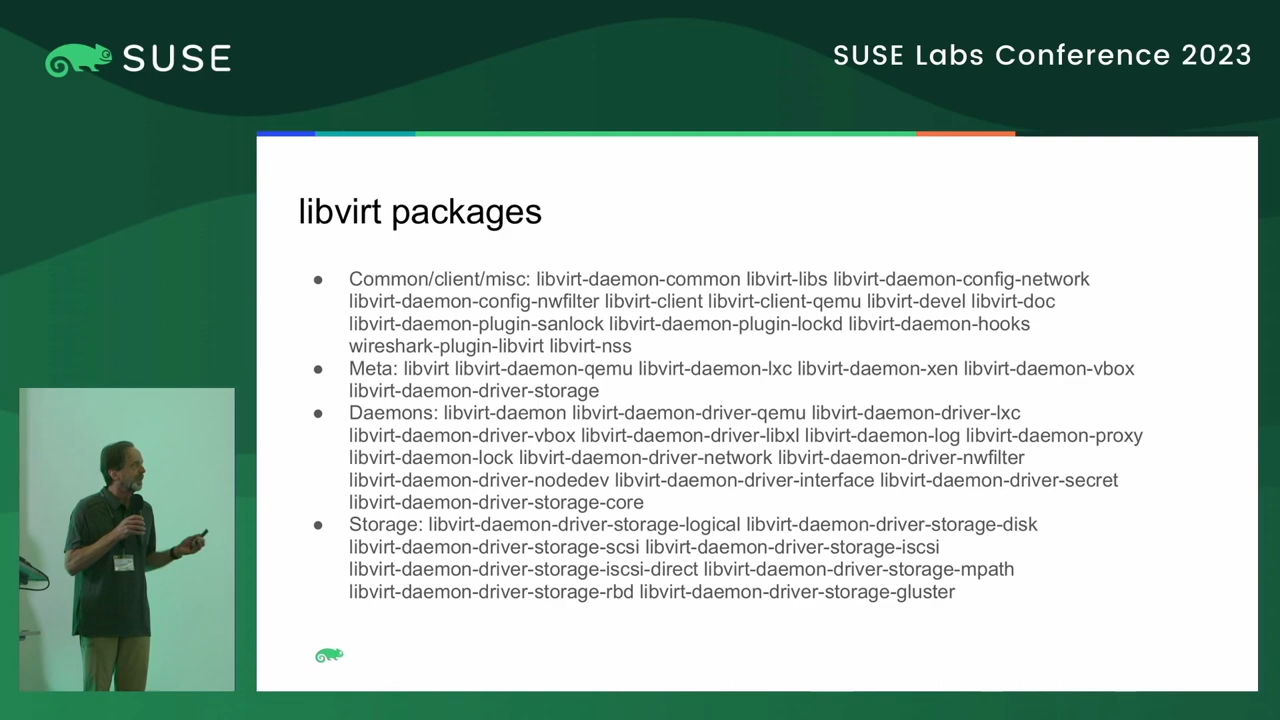 SUSE
SUSE Labs Conference 2023
libvirt packages
● Common/client/misc: libvirt-daemon-common libvirt-libs libvirt-daemon-config-network
libvirt-daemon-config-nwfilter libvirt-client libvirt-client-qemu libvirt-devel libvirt-doc
libvirt-daemon-plugin-sanlock libvirt-daemon-plugin-lockd libvirt-daemon-hooks
wireshark-plugin-libvirt libvirt-nss
● Meta: libvirt libvirt-daemon-qemu libvirt-daemon-lxc libvirt-daemon-xen libvirt-daemon-vbox
libvirt-daemon-driver-storage
● Daemons: libvirt-daemon libvirt-daemon-driver-qemu libvirt-daemon-driver-lxc
libvirt-daemon-driver-vbox libvirt-daemon-driver-libxl libvirt-daemon-log libvirt-daemon-proxy
libvirt-daemon-lock libvirt-daemon-driver-network libvirt-daemon-driver-nwfilter
libvirt-daemon-driver-nodedev libvirt-daemon-driver-interface libvirt-daemon-driver-secret
libvirt-daemon-driver-storage-core
● Storage: libvirt-daemon-driver-storage-logical libvirt-daemon-driver-storage-disk
libvirt-daemon-driver-storage-scsi libvirt-daemon-driver-storage-iscsi
libvirt-daemon-driver-storage-iscsi-direct libvirt-daemon-driver-storage-mpath
libvirt-daemon-driver-storage-rbd libvirt-daemon-driver-storage-gluster